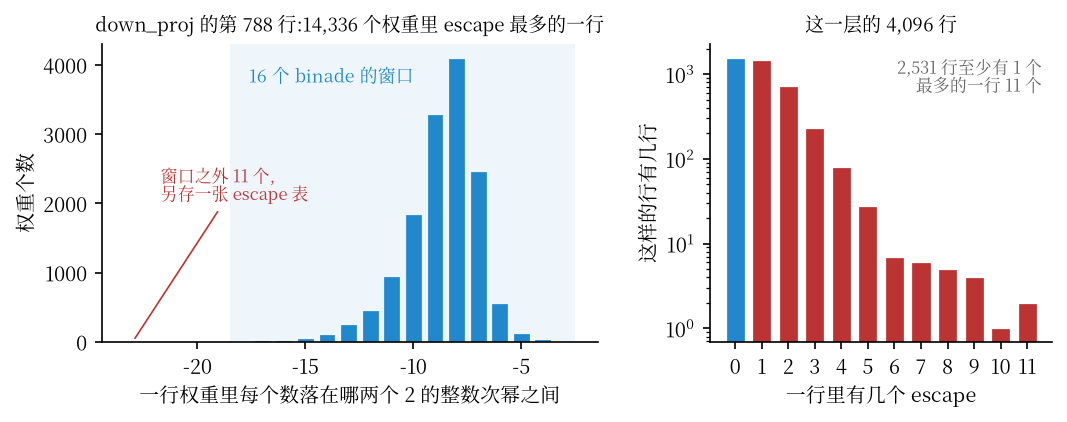 down_proj 的第 788 行:14,336 个权重里 escape 最多的一行
16 个 binade 的窗口
窗口之外 11 个,
另存一张 escape 表
权重个数
4000
3000
2000
1000
0
-20
-15
-10
-5
一行权重里每个数落在哪两个 2 的整数次幂之间
这一层的 4,096 行
2,531 行至少有 1 个
最多的一行 11 个
这样的行有几行
10³
10²
10¹
10⁰
0 1 2 3 4 5 6 7 8 9 10 11
一行里有几个 escape